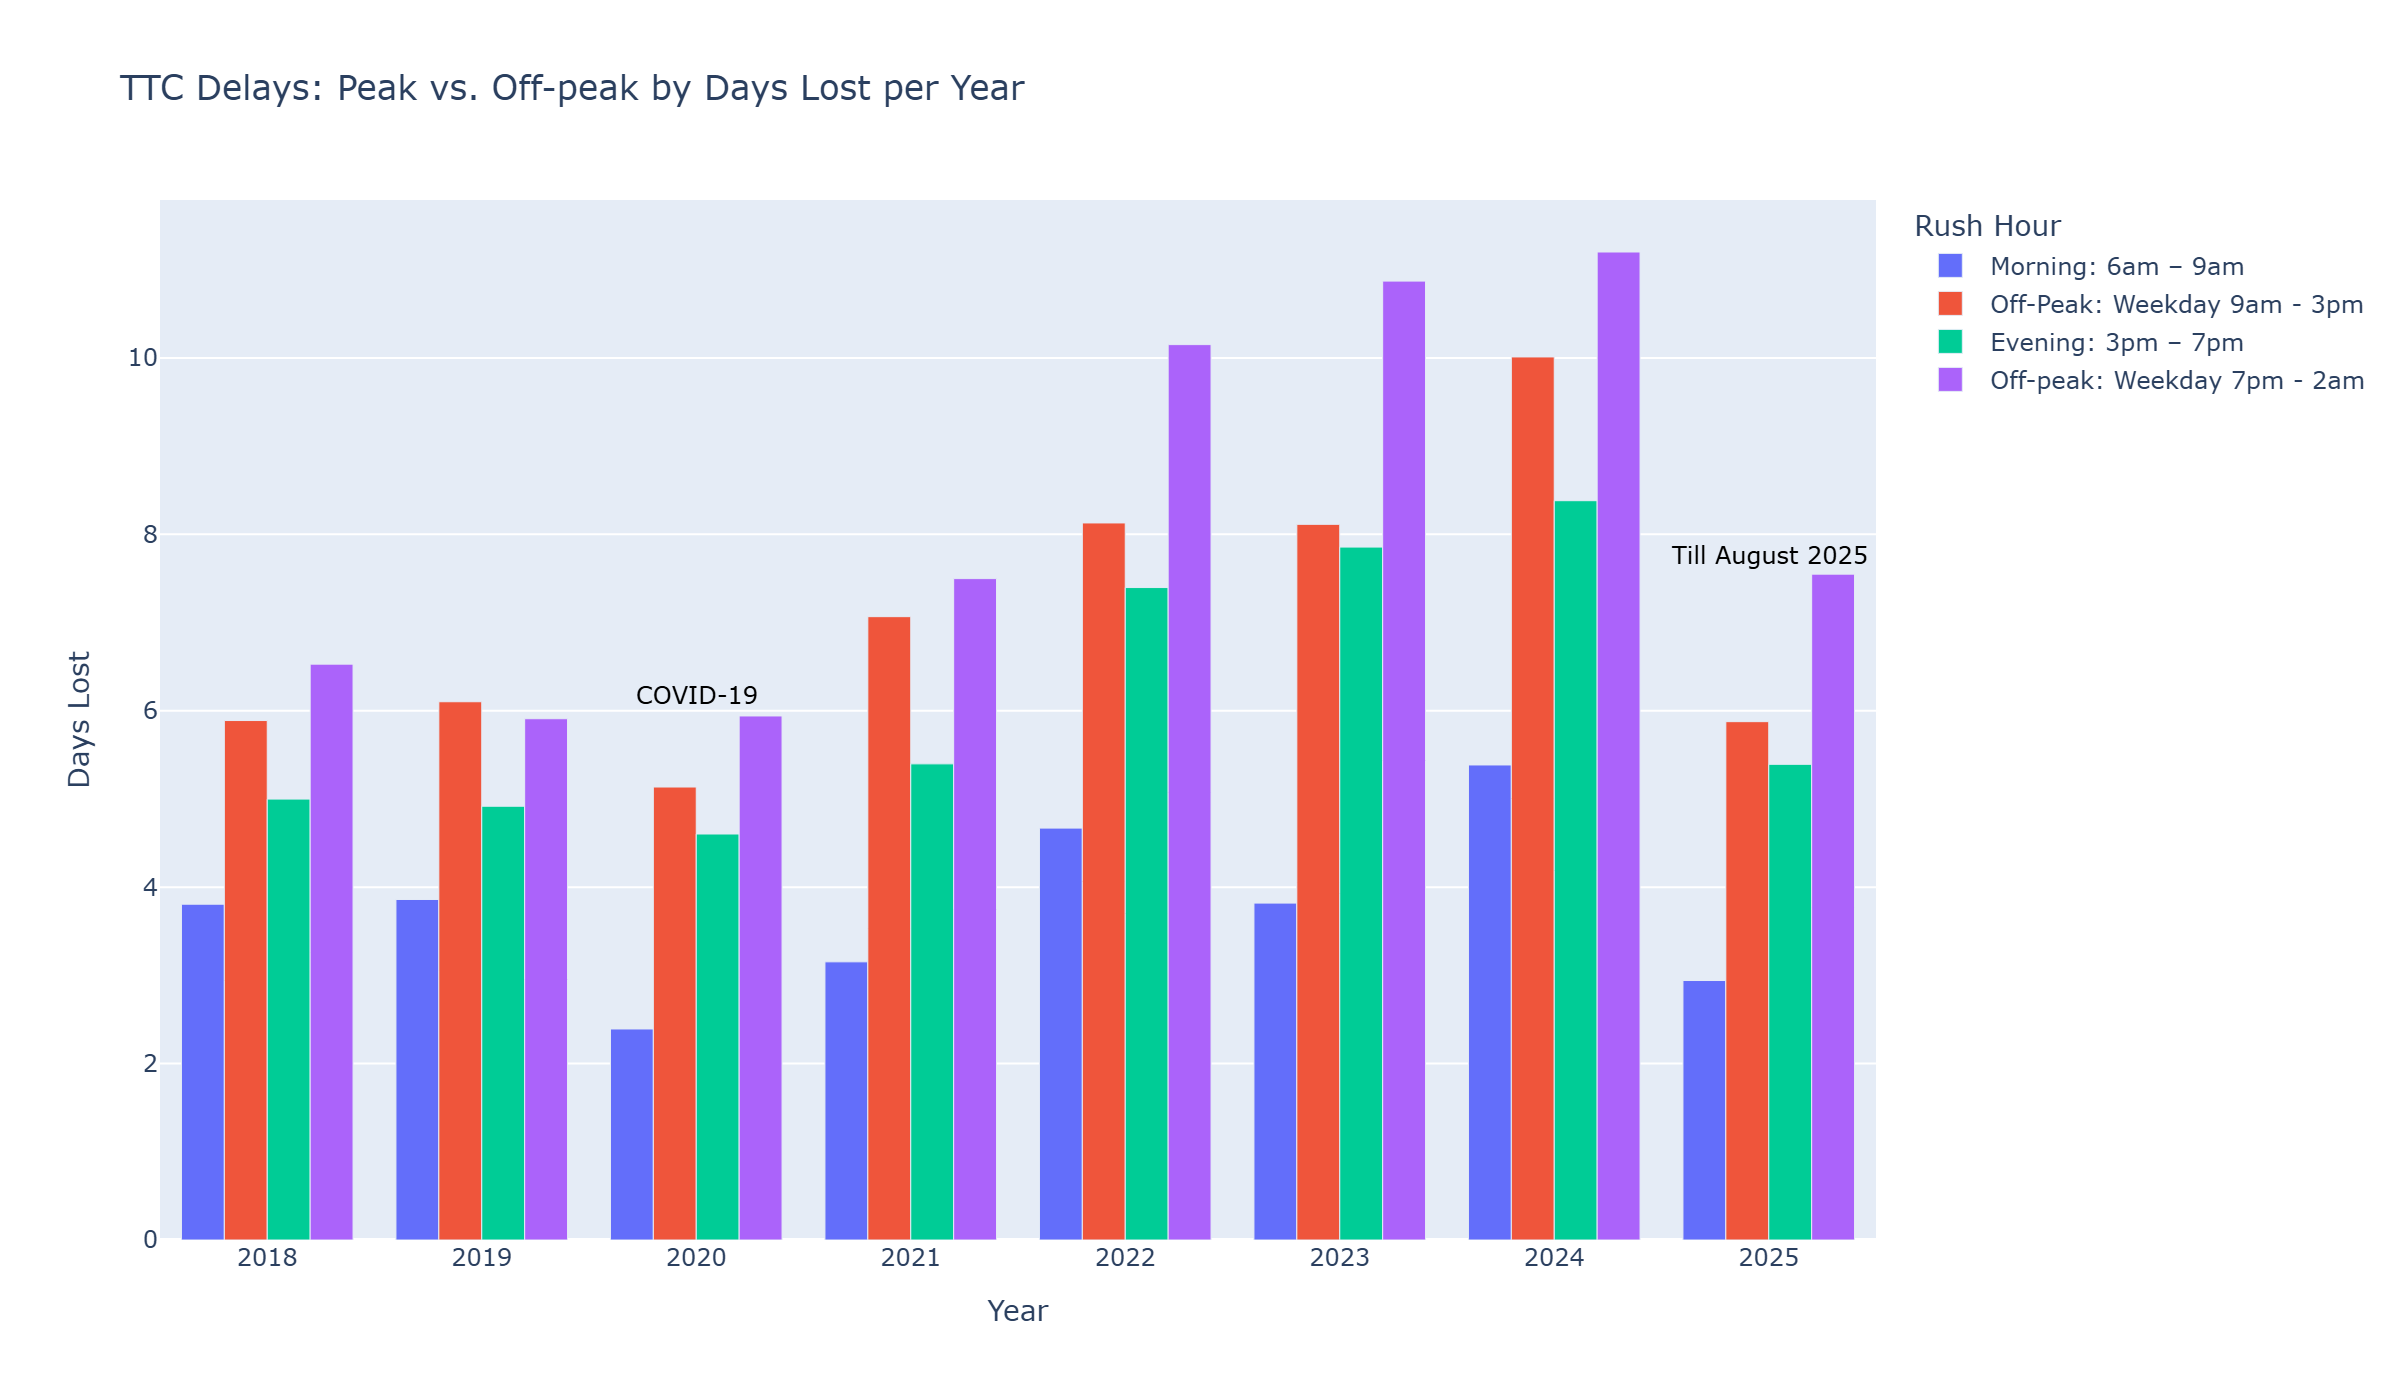 TTC Delays: Peak vs. Off-peak by Days Lost per Year
Rush Hour
Morning: 6am – 9am
Off-Peak: Weekday 9am - 3pm
Evening: 3pm – 7pm
Off-peak: Weekday 7pm - 2am
10
8
6
4
2
0
Days Lost
COVID-19
Till August 2025
2018 2019 2020 2021 2022 2023 2024 2025
Year